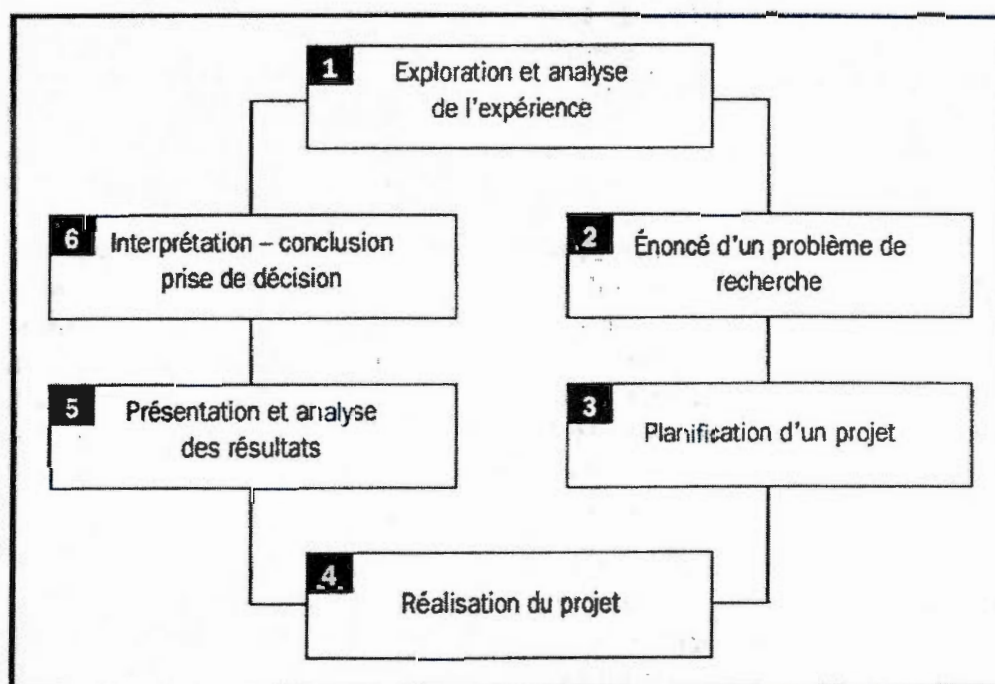 1
Exploration et analyse
de l'expérience
2
Énoncé d'un problème de
recherche
3
Planification d'un projet
4
Réalisation du projet
5
Présentation et analyse
des résultats
6
Interprétation – conclusion
prise de décision